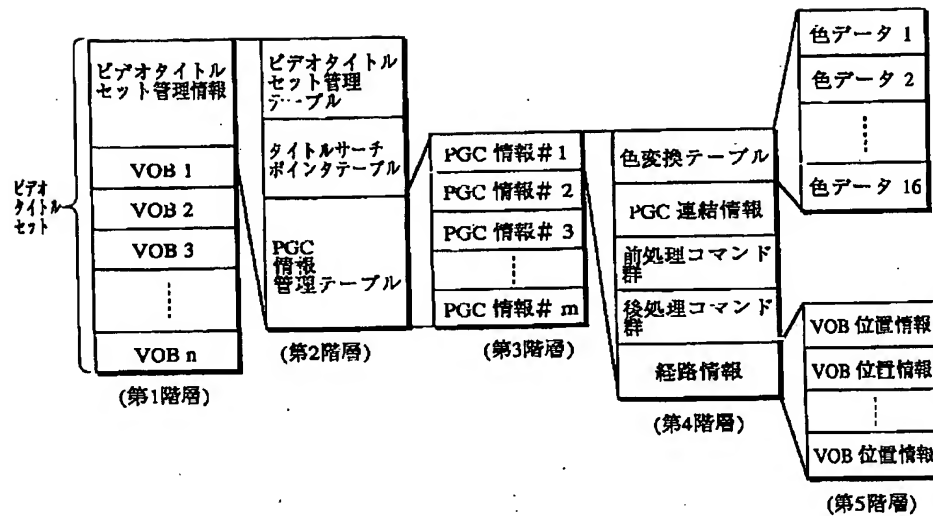 ビデオ
タイトル
セット
ビデオタイトル
セット管理情報
VOB 1
VOB 2
VOB 3
VOB n
(第1階層)
ビデオタイトル
セット管理
テーブル
タイトルサーチ
ポインタテーブル
PGC
情報
管理テーブル
(第2階層)
PGC 情報# 1
PGC 情報# 2
PGC 情報# 3
PGC 情報# m
(第3階層)
色変換テーブル
PGC 連結情報
前処理コマンド
群
後処理コマンド
群
経路情報
(第4階層)
色データ 1
色データ 2
色データ 16
VOB 位置情報
VOB 位置情報
VOB 位置情報
(第5階層)